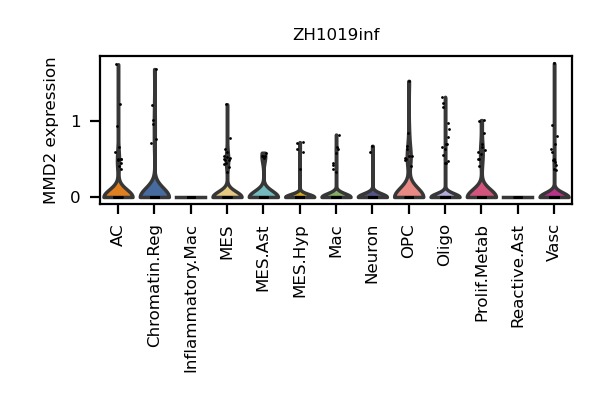 ZH1019inf
MMD2 expression
1
0
AC
Chromatin.Reg
Inflammatory.Mac
MES
MES.Ast
MES.Hyp
Mac
Neuron
OPC
Oligo
Prolif.Metab
Reactive.Ast
Vasc